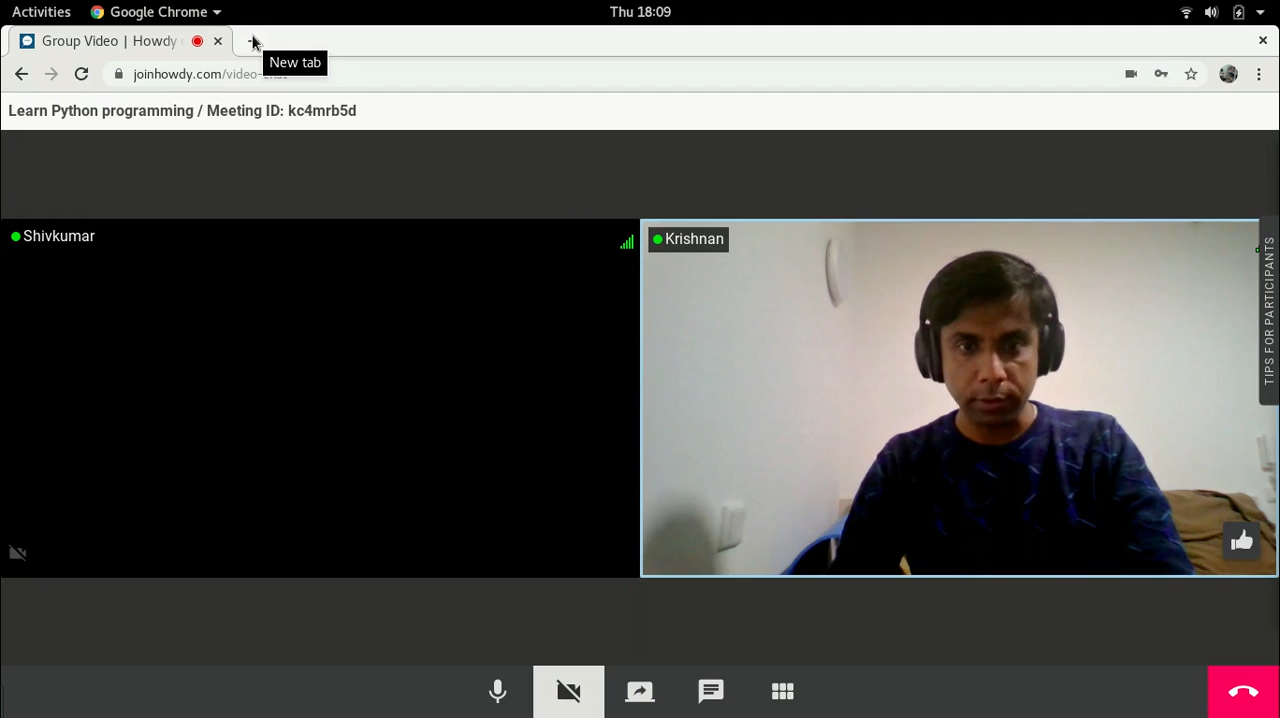 Activities Google Chrome Thu 18:09
Group Video | Howdy
New tab
joinhowdy.com/video-chat
Learn Python programming / Meeting ID: kc4mrb5d
Shivkumar
Krishnan
TIPS FOR PARTICIPANTS